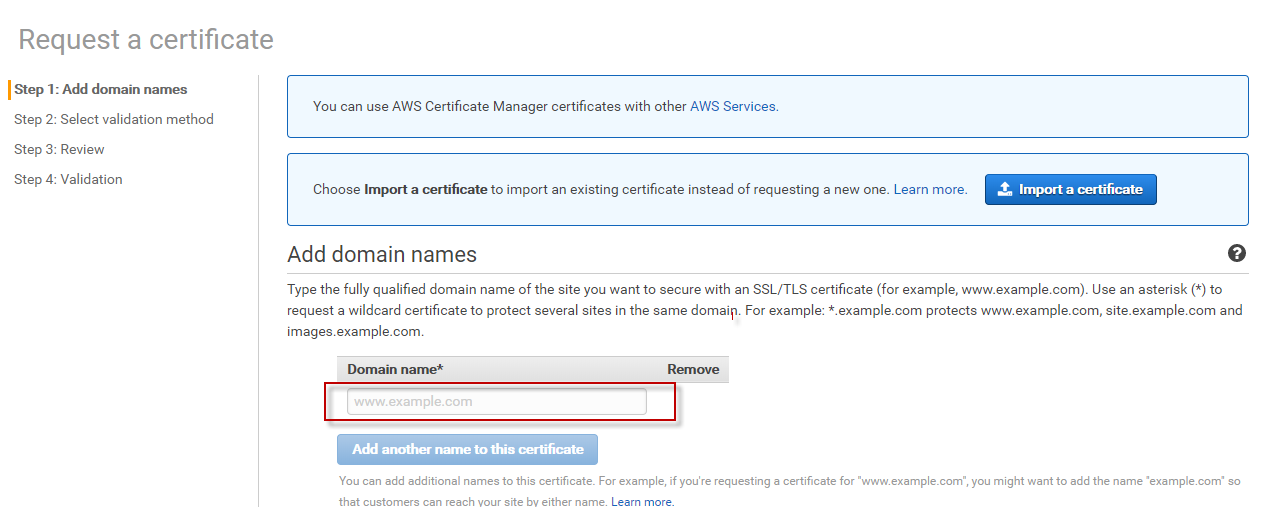 Request a certificate
Step 1: Add domain names
Step 2: Select validation method
Step 3: Review
Step 4: Validation
You can use AWS Certificate Manager certificates with other AWS Services.
Choose Import a certificate to import an existing certificate instead of requesting a new one. Learn more.
Import a certificate
Add domain names
?
Type the fully qualified domain name of the site you want to secure with an SSL/TLS certificate (for example, www.example.com). Use an asterisk (*) to
request a wildcard certificate to protect several sites in the same domain. For example: *.example.com protects www.example.com, site.example.com and
images.example.com.
Domain name* Remove
www.example.com
Add another name to this certificate
You can add additional names to this certificate. For example, if you're requesting a certificate for "www.example.com", you might want to add the name "example.com" so
that customers can reach your site by either name. Learn more.